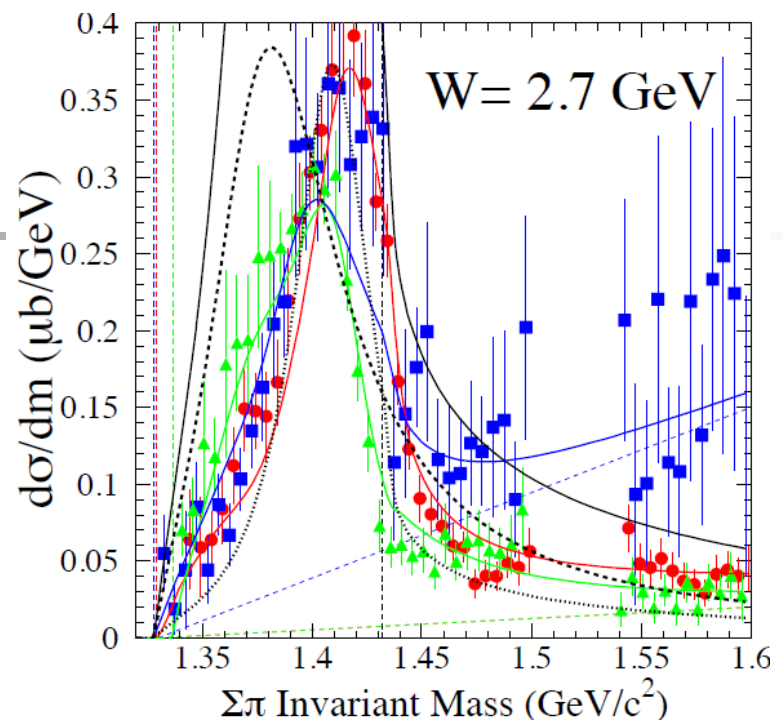 0.4
0.35
0.3
0.25
0.2
0.15
0.1
0.05
0
dσ/dm (μb/GeV)
W= 2.7 GeV
1.35 1.4 1.45 1.5 1.55 1.6
Σπ Invariant Mass (GeV/c²)